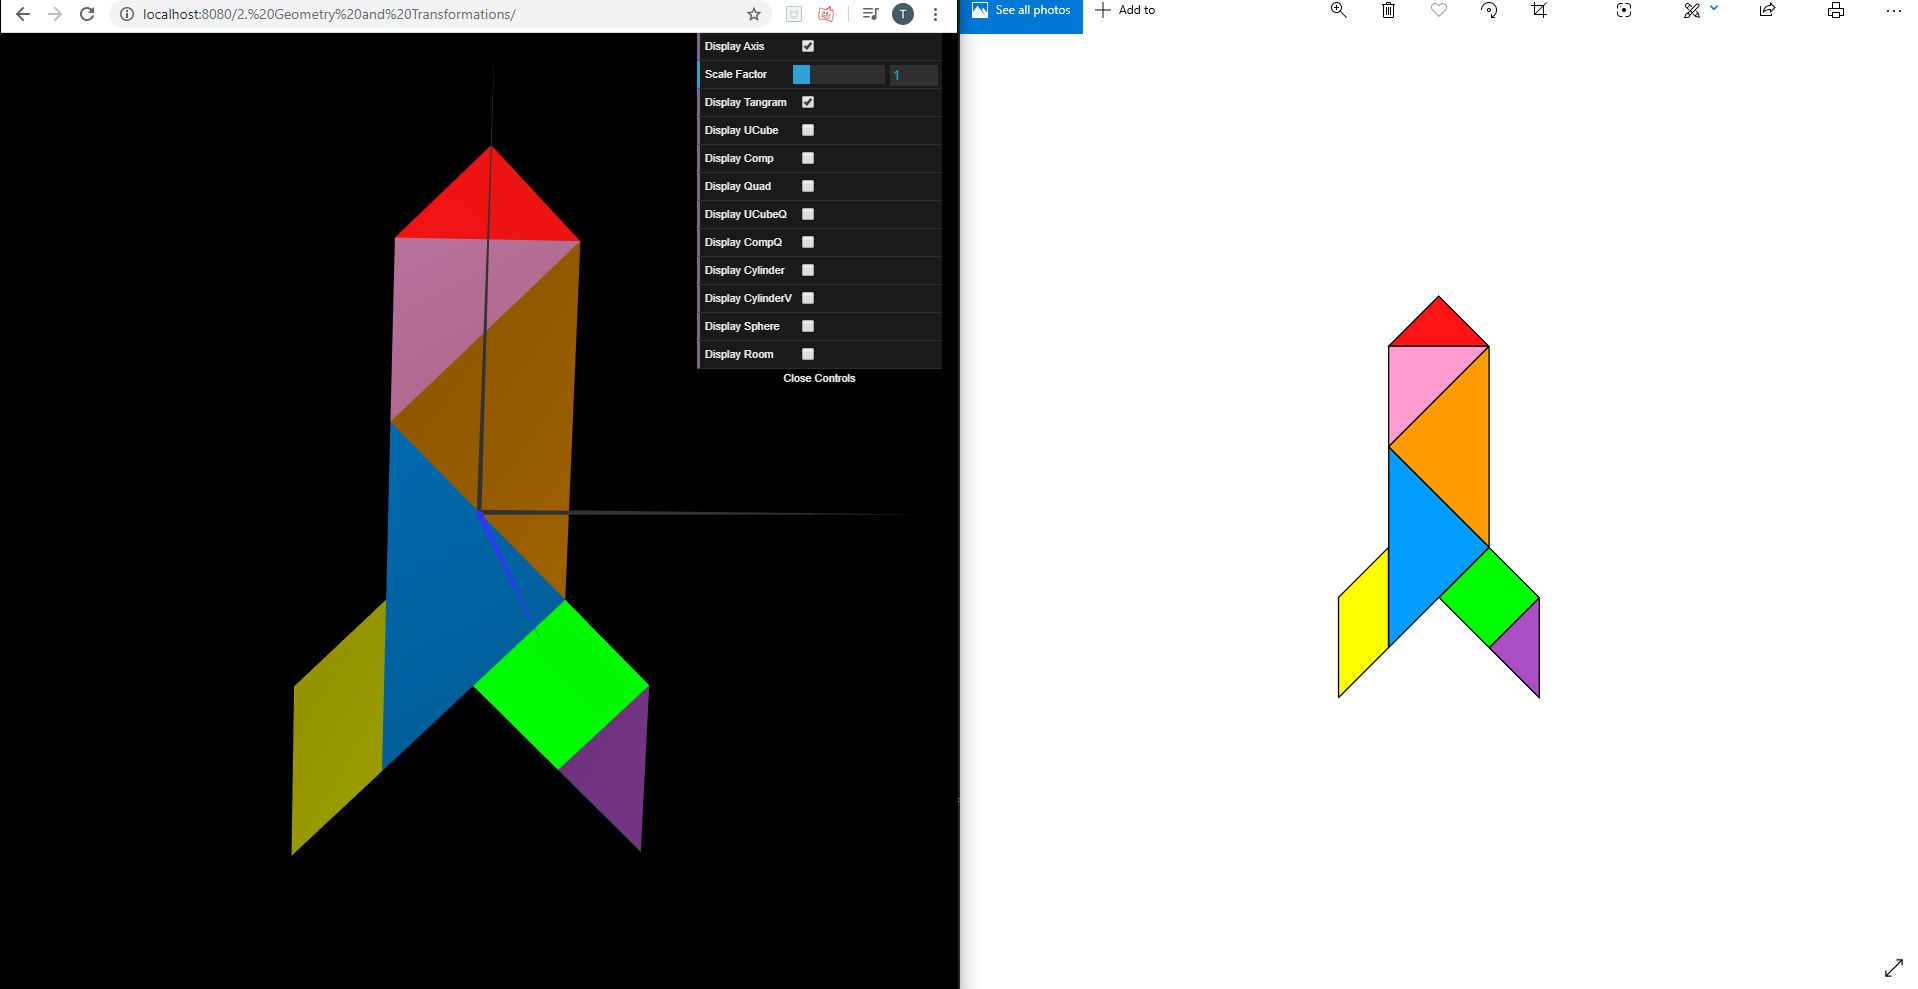 localhost:8080/2.%20Geometry%20and%20Transformations/
T
See all photos
Add to
Display Axis
Scale Factor 1
Display Tangram
Display UCube
Display Comp
Display Quad
Display UCubeQ
Display CompQ
Display Cylinder
Display CylinderV
Display Sphere
Display Room
Close Controls